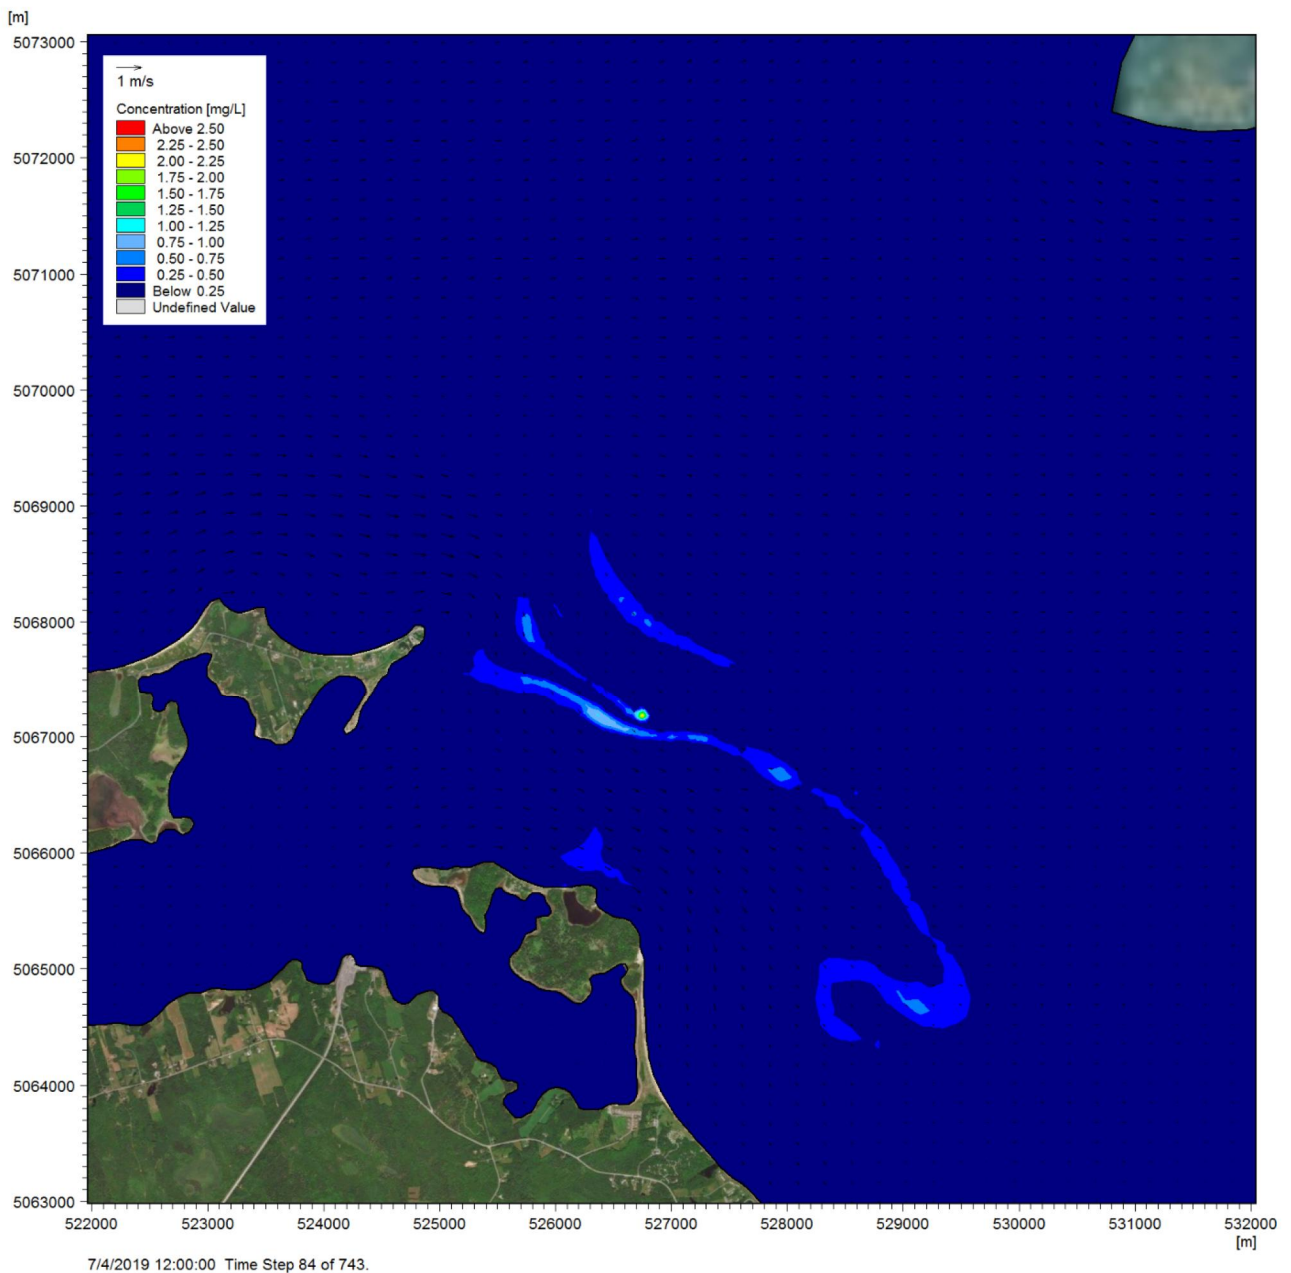 [m]
5073000
5072000
5071000
5070000
5069000
5068000
5067000
5066000
5065000
5064000
5063000
1 m/s
Concentration [mg/L]
Above 2.50
2.25 - 2.50
2.00 - 2.25
1.75 - 2.00
1.50 - 1.75
1.25 - 1.50
1.00 - 1.25
0.75 - 1.00
0.50 - 0.75
0.25 - 0.50
Below 0.25
Undefined Value
522000 523000 524000 525000 526000 527000 528000 529000 530000 531000 532000
[m]
7/4/2019 12:00:00 Time Step 84 of 743.